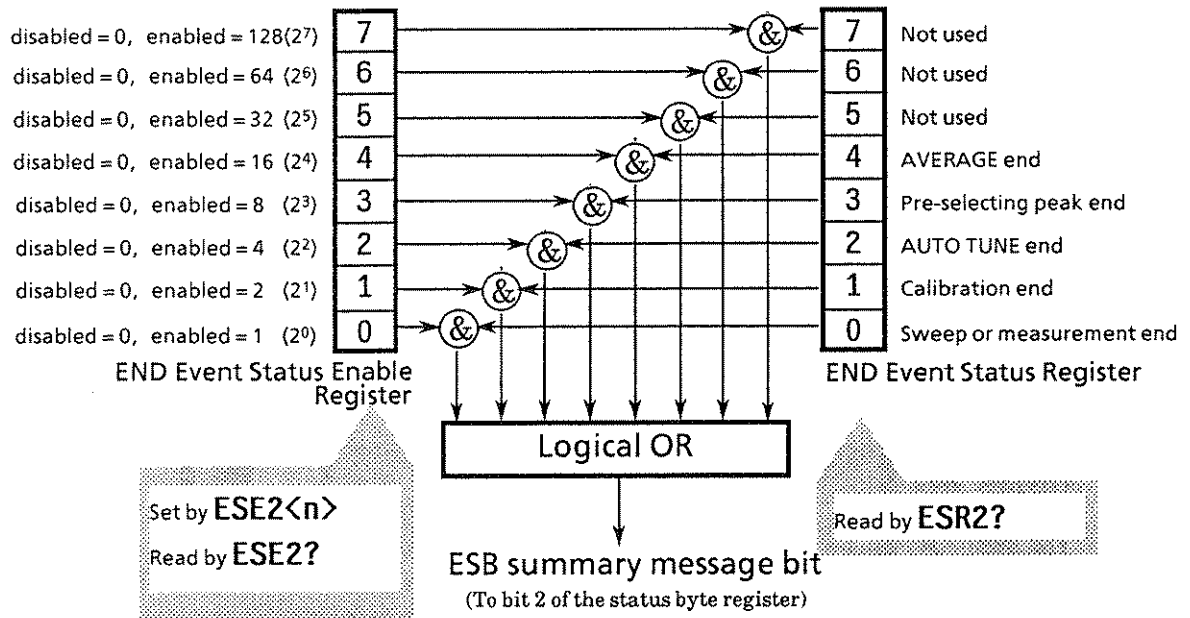 disabled = 0, enabled = 128(2⁷) 7 & 7 Not used
disabled = 0, enabled = 64 (2⁶) 6 & 6 Not used
disabled = 0, enabled = 32 (2⁵) 5 & 5 Not used
disabled = 0, enabled = 16 (2⁴) 4 & 4 AVERAGE end
disabled = 0, enabled = 8 (2³) 3 & 3 Pre-selecting peak end
disabled = 0, enabled = 4 (2²) 2 & 2 AUTO TUNE end
disabled = 0, enabled = 2 (2¹) 1 & 1 Calibration end
disabled = 0, enabled = 1 (2⁰) 0 & 0 Sweep or measurement end
END Event Status Enable
Register
END Event Status Register
Logical OR
Set by ESE2<n>
Read by ESE2?
Read by ESR2?
ESB summary message bit
(To bit 2 of the status byte register)